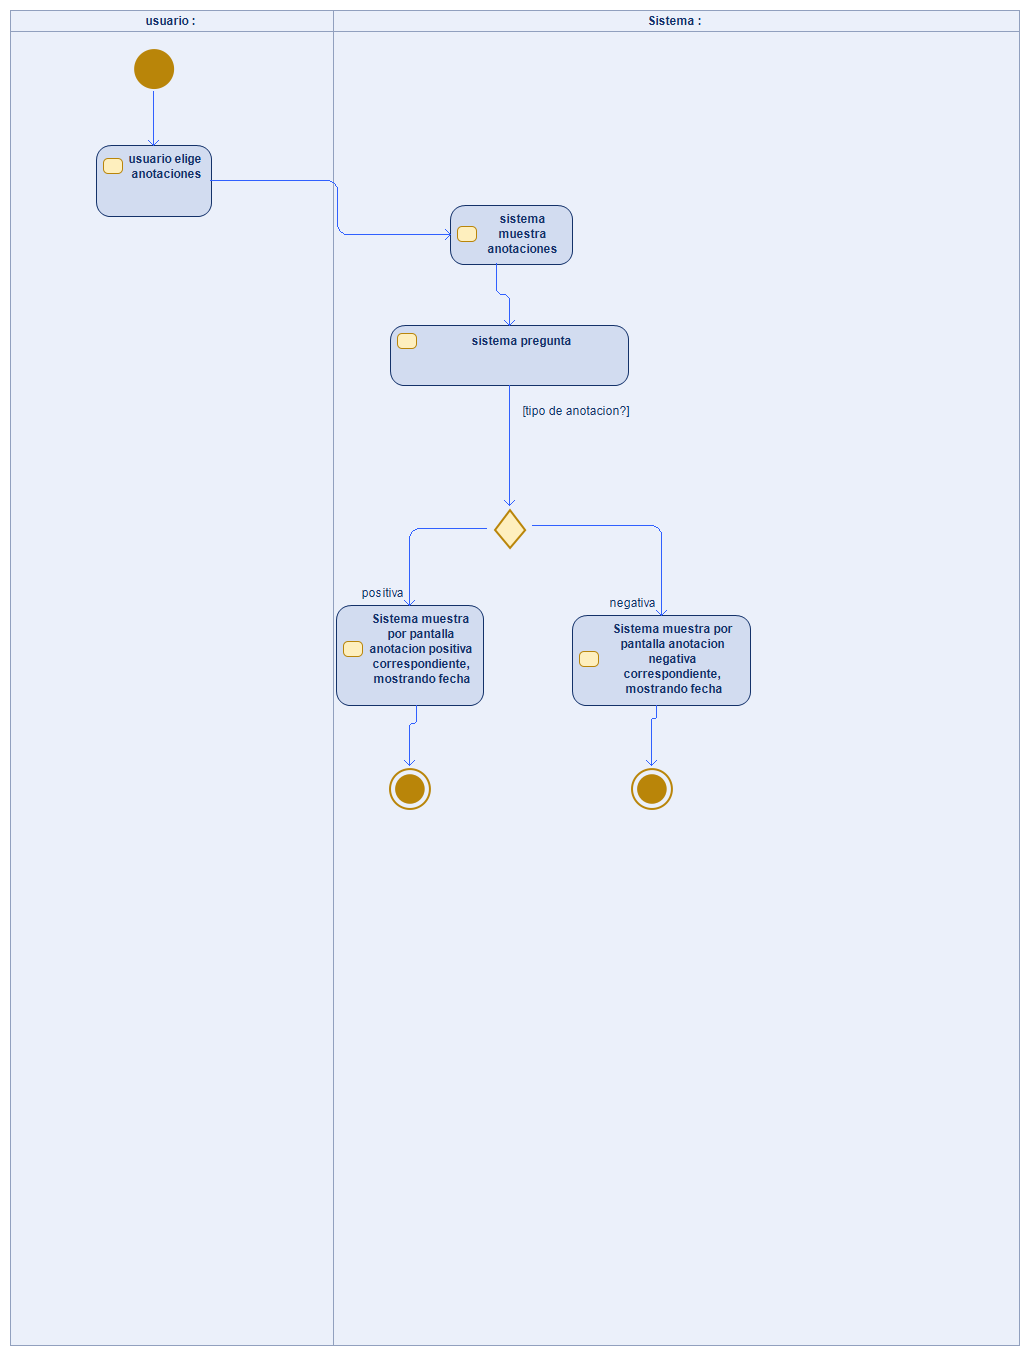 usuario :
Sistema :
usuario elige
anotaciones
sistema
muestra
anotaciones
sistema pregunta
[tipo de anotacion?]
positiva
negativa
Sistema muestra
por pantalla
anotacion positiva
correspondiente,
mostrando fecha
Sistema muestra por
pantalla anotacion
negativa
correspondiente,
mostrando fecha